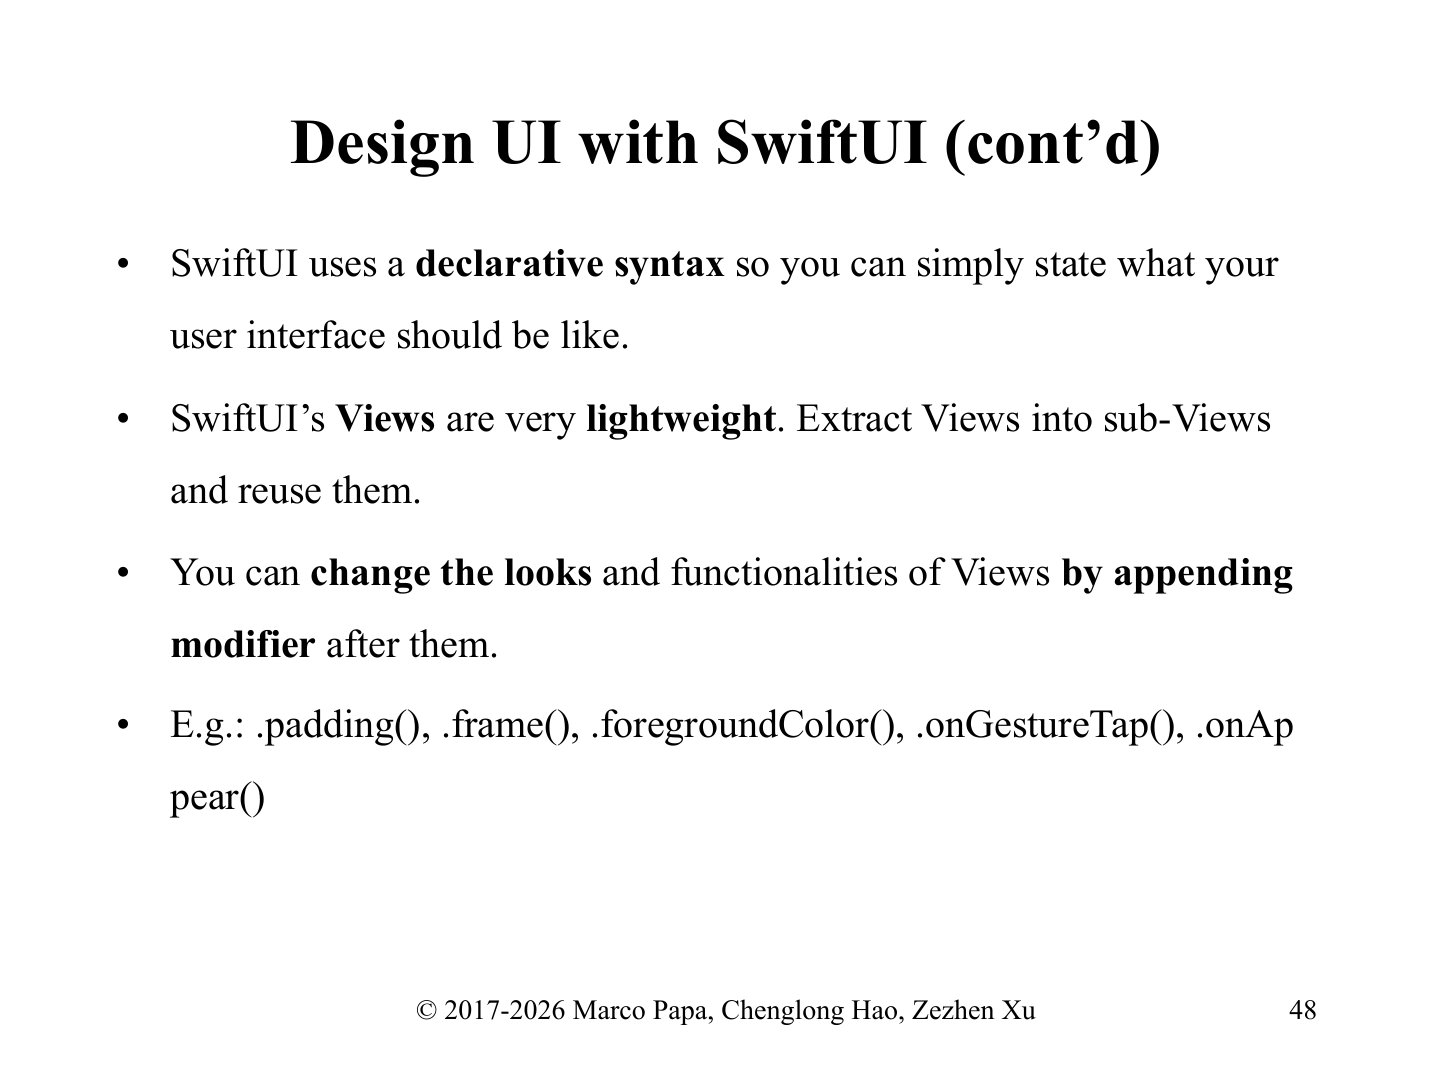 Design UI with SwiftUI (cont’d)
• SwiftUI uses a declarative syntax so you can simply state what your
user interface should be like.
• SwiftUI’s Views are very lightweight. Extract Views into sub-Views
and reuse them.
• You can change the looks and functionalities of Views by appending
modifier after them.
• E.g.: .padding(), .frame(), .foregroundColor(), .onGestureTap(), .onAp
pear()
© 2017-2026 Marco Papa, Chenglong Hao, Zezhen Xu
48